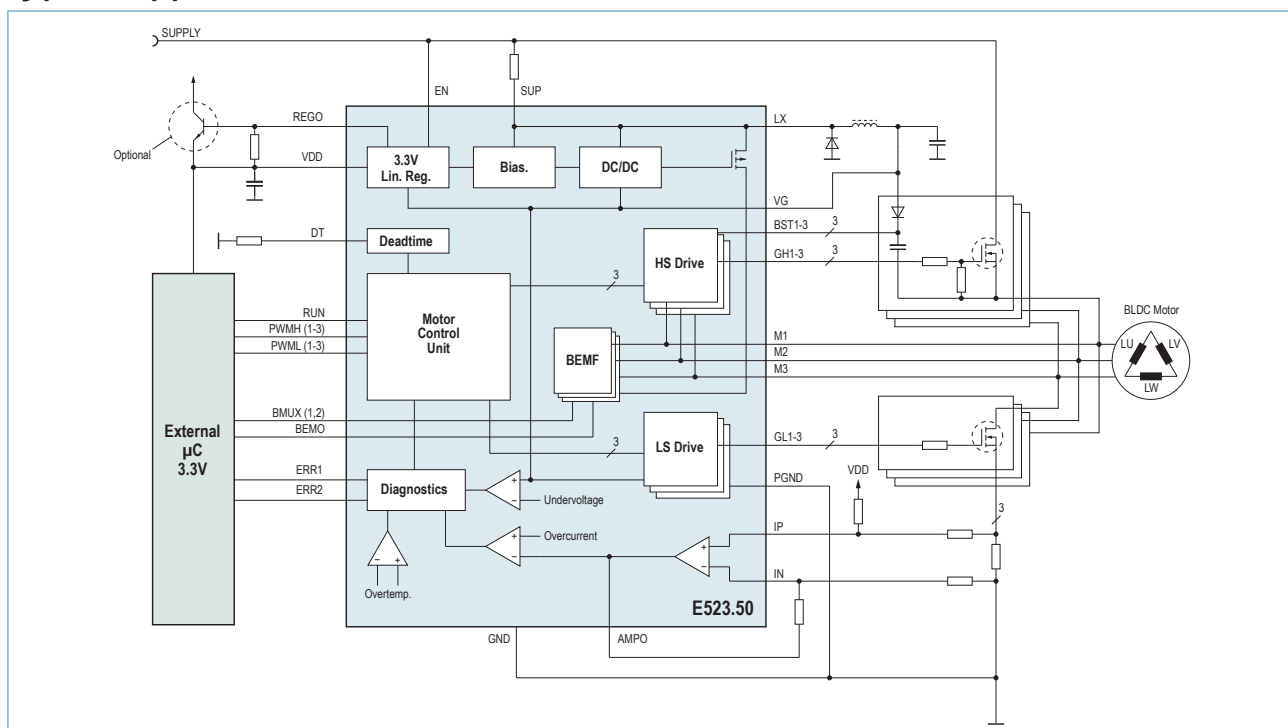 SUPPLY
EN
SUP
REGO
LX
Optional
VDD
3.3V
Lin. Reg.
Bias.
DC/DC
VG
BST1-3
3
DT
Deadtime
HS Drive
GH1-3
3
3
RUN
PWMH (1-3)
PWML (1-3)
Motor
Control
Unit
BEMF
M1
M2
M3
BLDC Motor
LU
LV
LW
External
µC
3.3V
BMUX (1,2)
BEMO
3
LS Drive
GL1-3
3
ERR1
ERR2
Diagnostics
+
−
Undervoltage
PGND
VDD
3
Overcurrent
+
−
+
−
IP
IN
− +
Overtemp.
E523.50
GND
AMPO